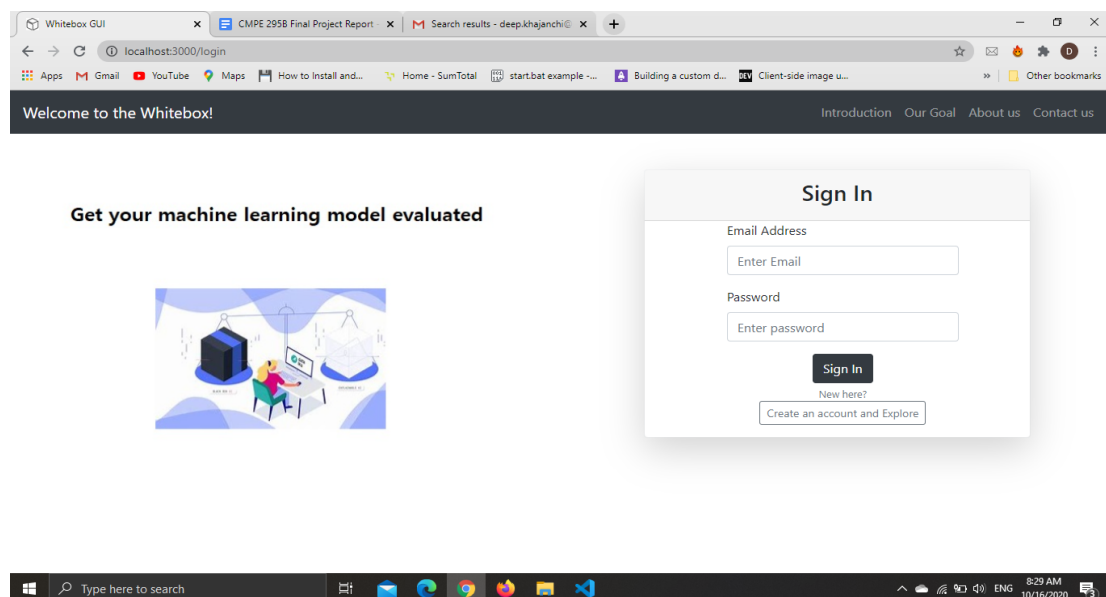 Whitebox GUI
CMPE 295B Final Project Report -
Search results - deep.khajanchi@
localhost:3000/login
D
Apps Gmail YouTube Maps How to Install and... Home - SumTotal start.bat example -... Building a custom d... DEV Client-side image u... » Other bookmarks
Welcome to the Whitebox! Introduction Our Goal About us Contact us
Get your machine learning model evaluated
Sign In
Email Address
Enter Email
Password
Enter password
Sign In
New here?
Create an account and Explore
Type here to search
ENG
8:29 AM
10/16/2020
3